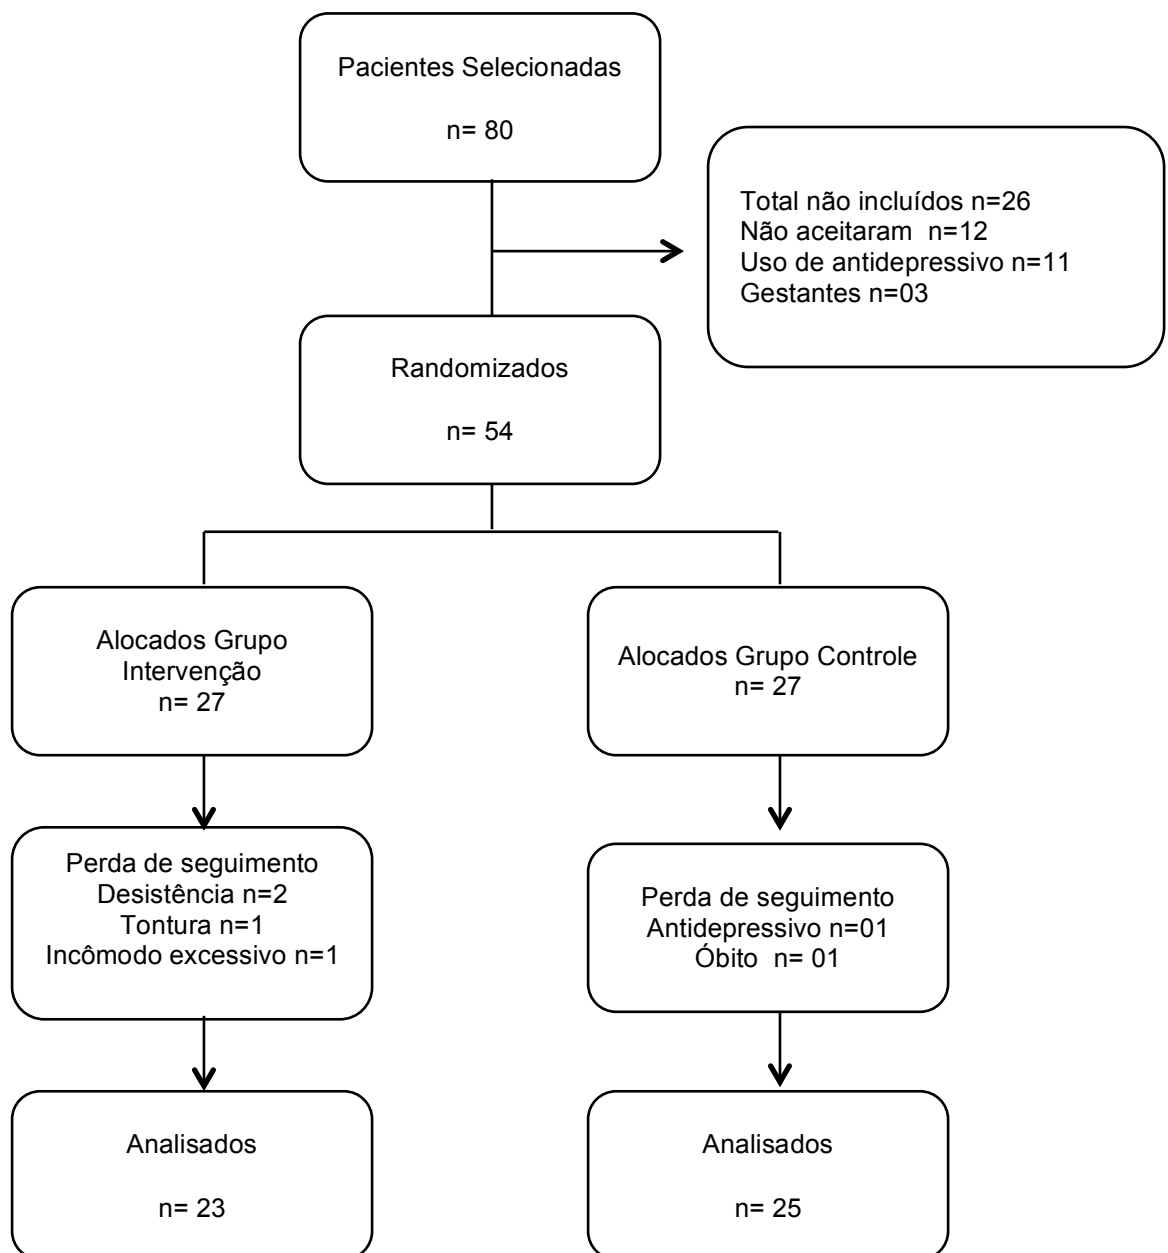 Pacientes Selecionadas
n= 80
Total não incluídos n=26
Não aceitaram  n=12
Uso de antidepressivo n=11
Gestantes n=03
Randomizados
n= 54
Alocados Grupo
Intervenção
n= 27
Alocados Grupo Controle
n= 27
Perda de seguimento
Desistência n=2
Tontura n=1
Incômodo excessivo n=1
Perda de seguimento
Antidepressivo n=01
Óbito  n= 01
Analisados
n= 23
Analisados
n= 25